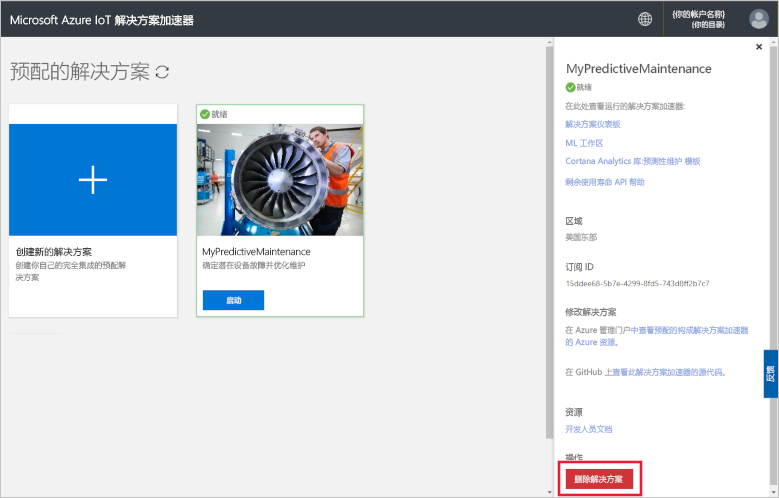 Microsoft Azure IoT 解决方案加速器
{你的帐户名称}
{你的目录}
预配的解决方案
创建新的解决方案
创建你自己的完全集成的预配解
决方案
就绪
MyPredictiveMaintenance
确定潜在设备故障并优化维护
启动
MyPredictiveMaintenance
就绪
在此处查看运行的解决方案加速器:
解决方案仪表板
ML 工作区
Cortana Analytics 库:预测性维护 模板
剩余使用寿命 API 帮助
区域
美国东部
订阅 ID
15ddee68-5b7e-4299-8fd5-743d8ff2b7c7
修改解决方案
在 Azure 管理门户中查看预配的构成解决方案加速器
的 Azure 资源。
在 GitHub 上查看此解决方案加速器的源代码。
反馈
资源
开发人员文档
操作
删除解决方案